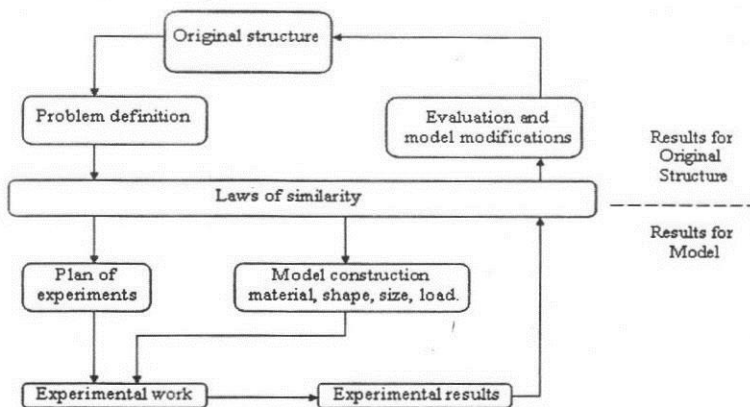 Original structure
Problem definition
Evaluation and
model modifications
Results for
Original
Structure
Laws of similarity
Results for
Model
Plan of
experiments
Model construction
material, shape, size, load.
Experimental work
Experimental results